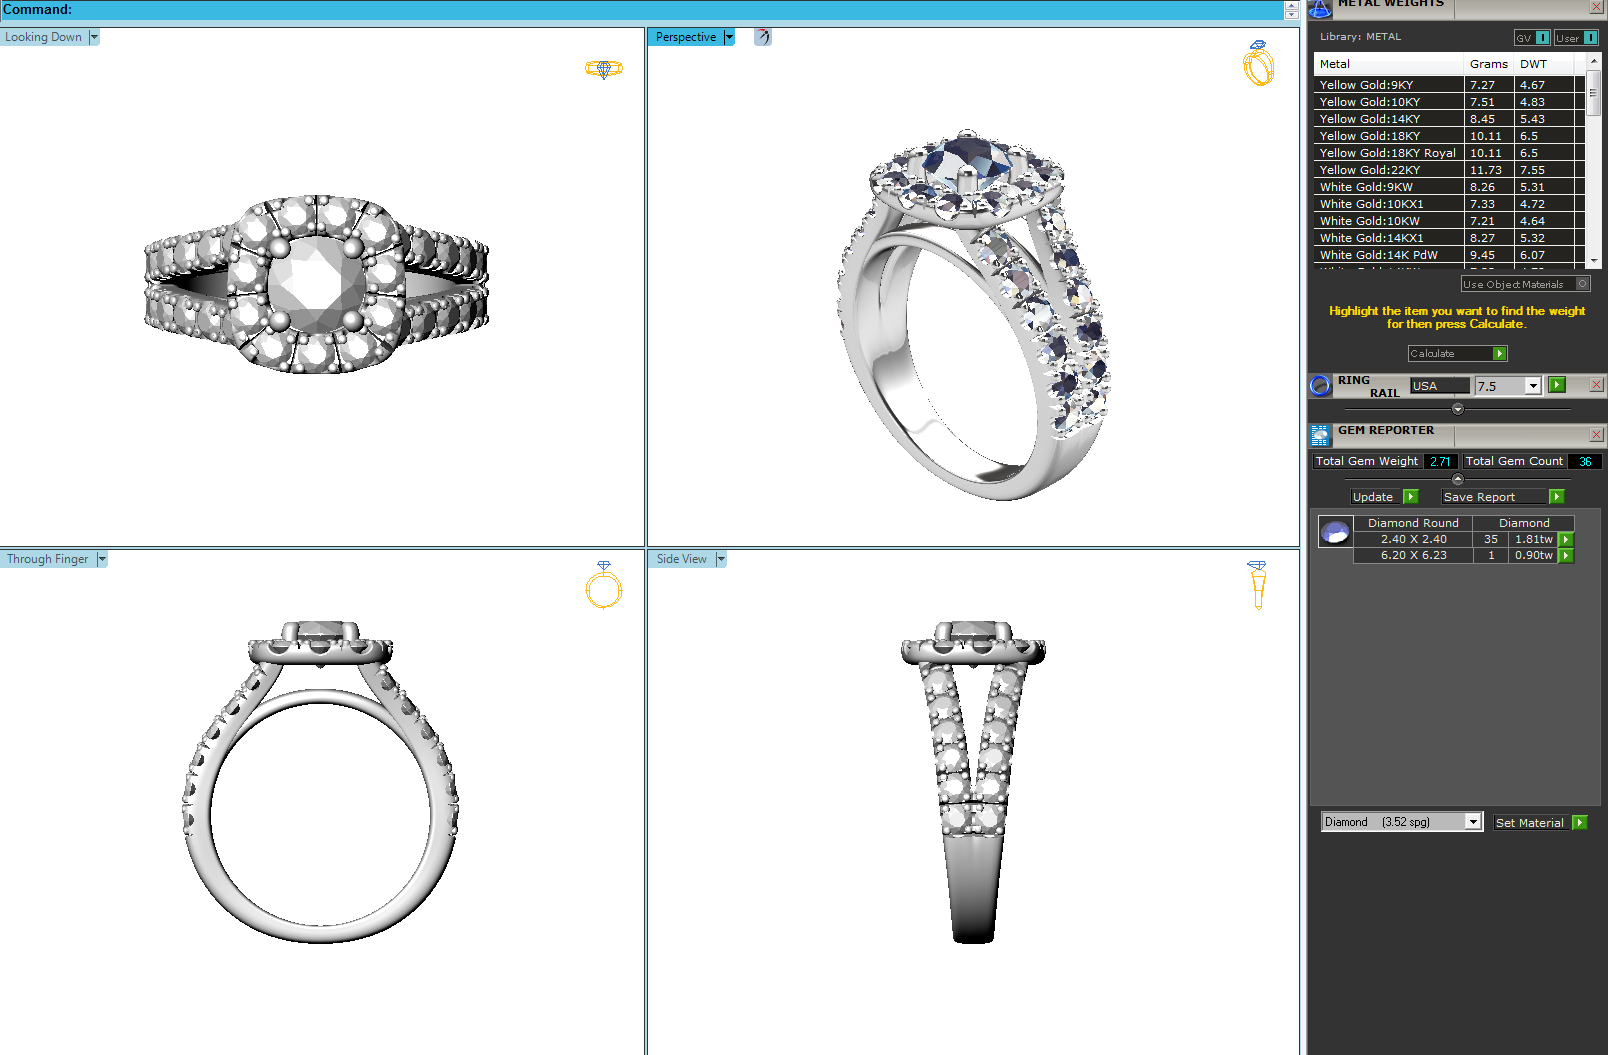 Command:
Looking Down
Perspective
Through Finger
Side View
METAL WEIGHTS
Library: METAL
GV
User
Metal Grams DWT
Yellow Gold:9KY 7.27 4.67
Yellow Gold:10KY 7.51 4.83
Yellow Gold:14KY 8.45 5.43
Yellow Gold:18KY 10.11 6.5
Yellow Gold:18KY Royal 10.11 6.5
Yellow Gold:22KY 11.73 7.55
White Gold:9KW 8.26 5.31
White Gold:10KX1 7.33 4.72
White Gold:10KW 7.21 4.64
White Gold:14KX1 8.27 5.32
White Gold:14K PdW 9.45 6.07
Use Object Materials
Highlight the item you want to find the weight
for then press Calculate.
Calculate
RING
RAIL
USA
7.5
GEM REPORTER
Total Gem Weight 2.71 Total Gem Count 36
Update
Save Report
Diamond Round Diamond
2.40 X 2.40 35 1.81tw
6.20 X 6.23 1 0.90tw
Diamond (3.52 spg)
Set Material